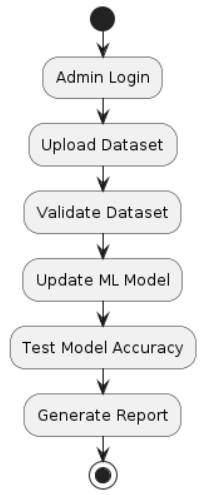 Admin Login
Upload Dataset
Validate Dataset
Update ML Model
Test Model Accuracy
Generate Report